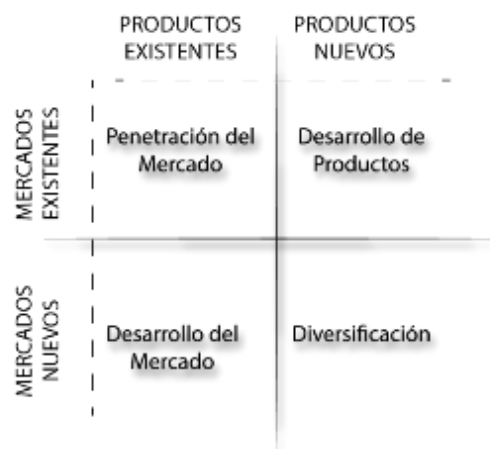 PRODUCTOS
EXISTENTES
PRODUCTOS
NUEVOS
MERCADOS
EXISTENTES
Penetración del
Mercado
Desarrollo de
Productos
MERCADOS
NUEVOS
Desarrollo del
Mercado
Diversificación